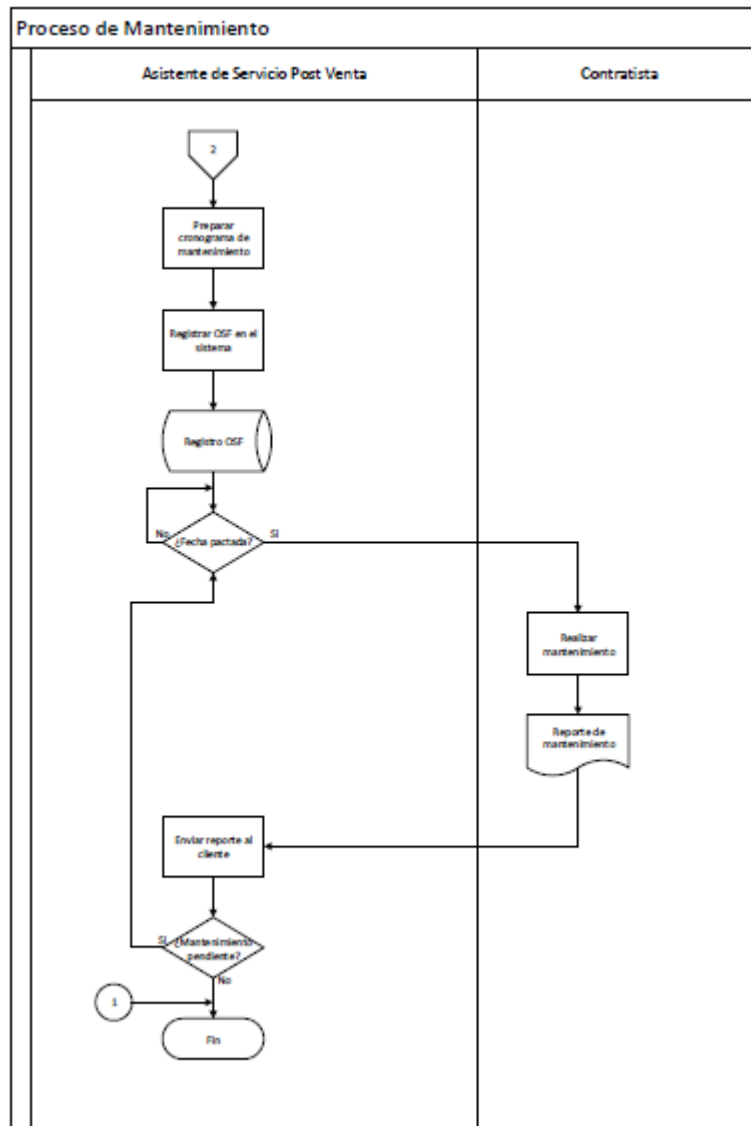 Proceso de Mantenimiento
Asistente de Servicio Post Venta
Contratista
2
Preparar
cronograma de
mantenimiento
Registrar OSF en el
sistema
Registro OSF
No
¿Fecha pactada?
Si
Realizar
mantenimiento
Reporte de
mantenimiento
Enviar reporte al
cliente
Si
¿Mantenimiento
pendiente?
No
1
Fin